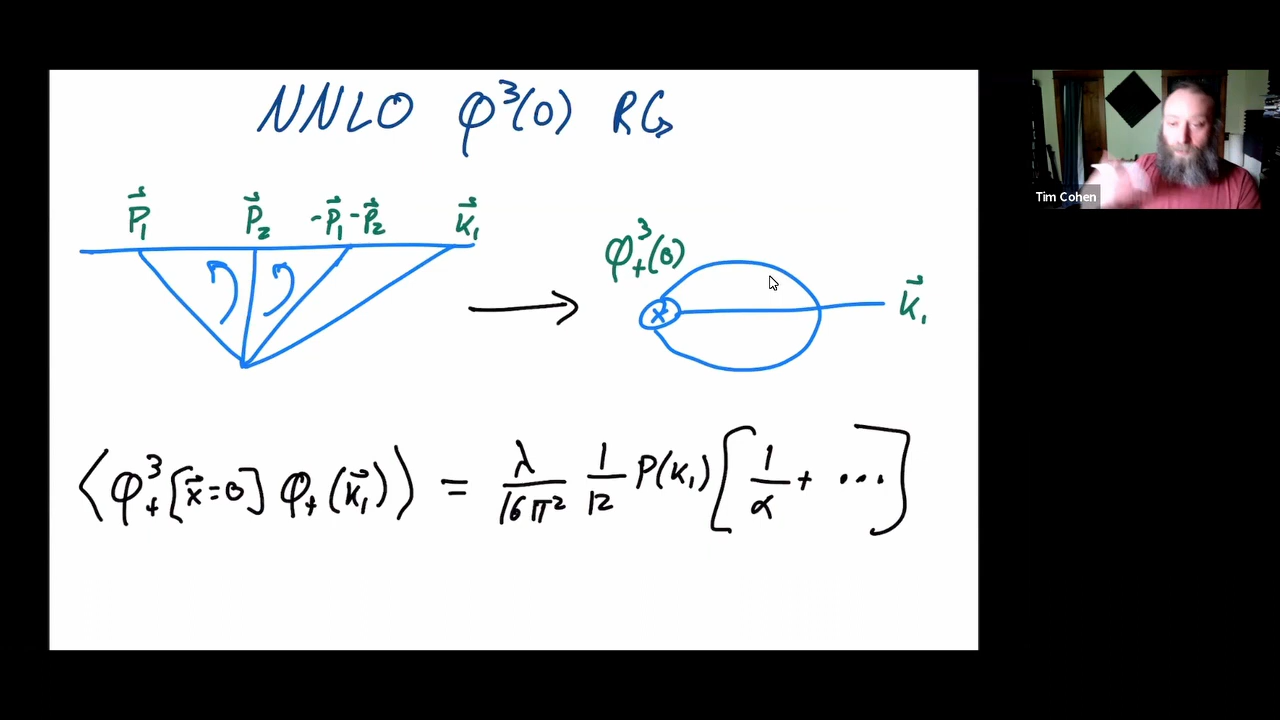 NNLO φ³(0) RG
p⃗₁ p⃗₂ -p⃗₁-p⃗₂ k⃗₁
φ₊³(0)
x
k⃗₁
⟨φ₊³[x⃗=0] φ₊(k⃗₁)⟩ = λ/16π² 1/12 P(k₁) [1/α + ...]
Tim Cohen